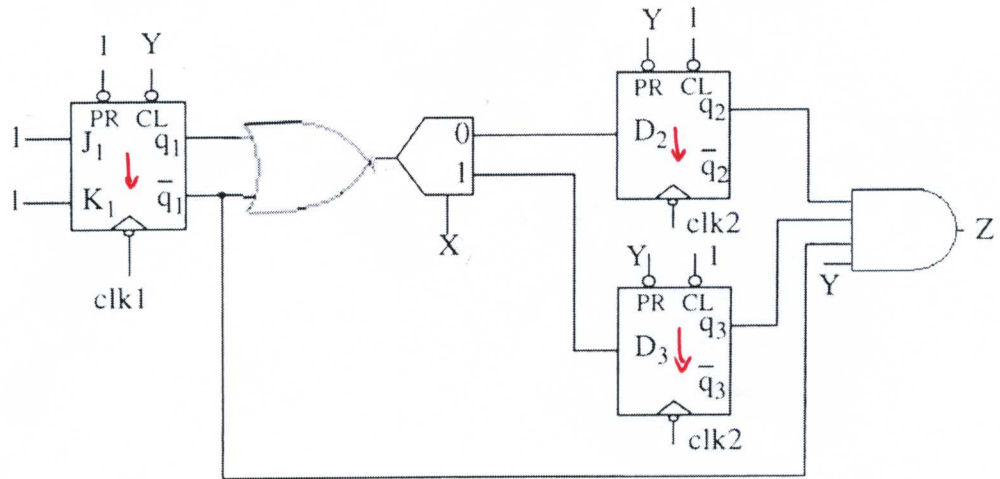 1 Y
PR CL
1 J₁ q₁
1 K₁ q̅₁
clk1
0
1
X
Y 1
PR CL
D₂ q₂
q̅₂
clk2
Y 1
PR CL
D₃ q₃
q̅₃
clk2
Y
Z